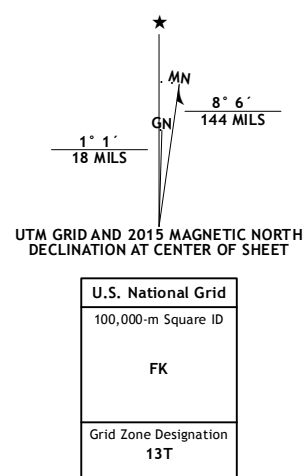 ★
MN
GN
8° 6´
144 MILS
1° 1´
18 MILS
UTM GRID AND 2015 MAGNETIC NORTH
DECLINATION AT CENTER OF SHEET
U.S. National Grid
100,000-m Square ID
FK
Grid Zone Designation
13T